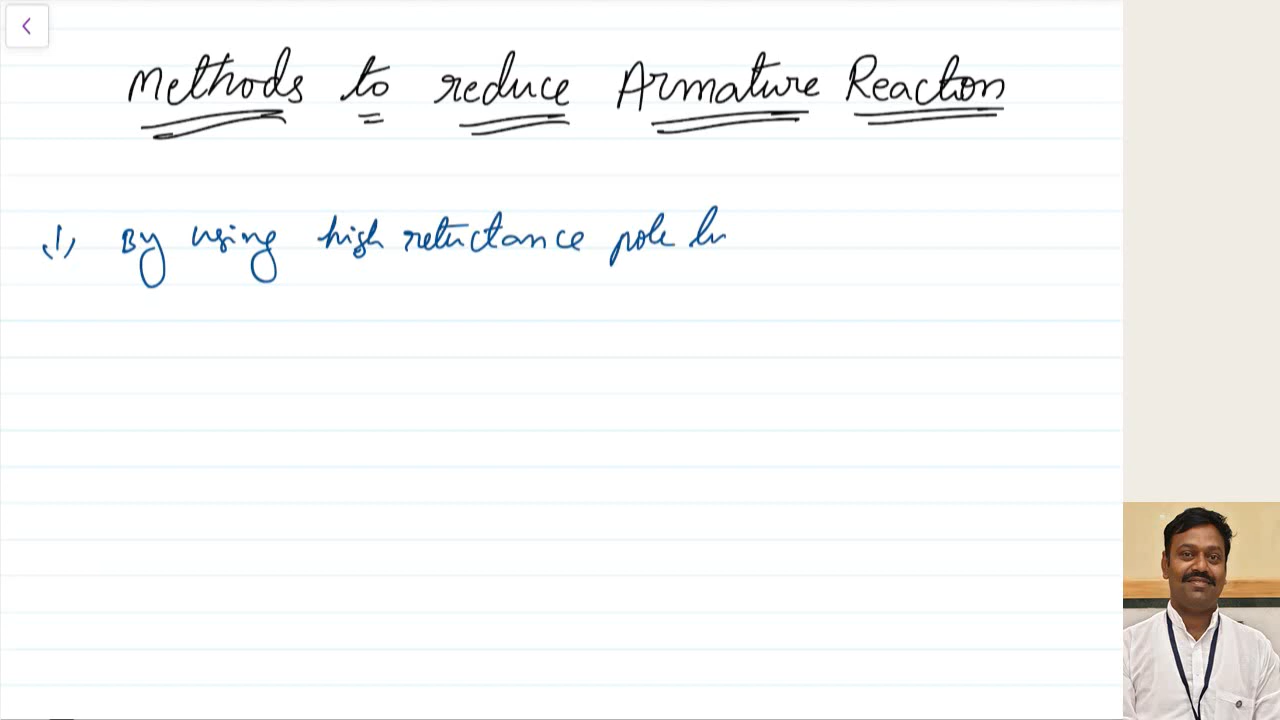 Methods to reduce Armature Reaction
(1) By using high reluctance pole